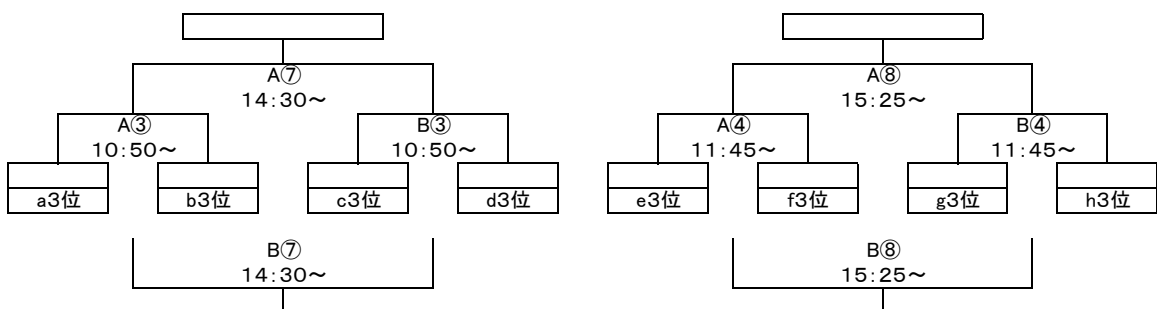 A⑦ A⑧
14:30～ 15:25～
A③ B③ A④ B④
10:50～ 10:50～ 11:45～ 11:45～
a3位 b3位 c3位 d3位 e3位 f3位 g3位 h3位
B⑦ B⑧
14:30～ 15:25～